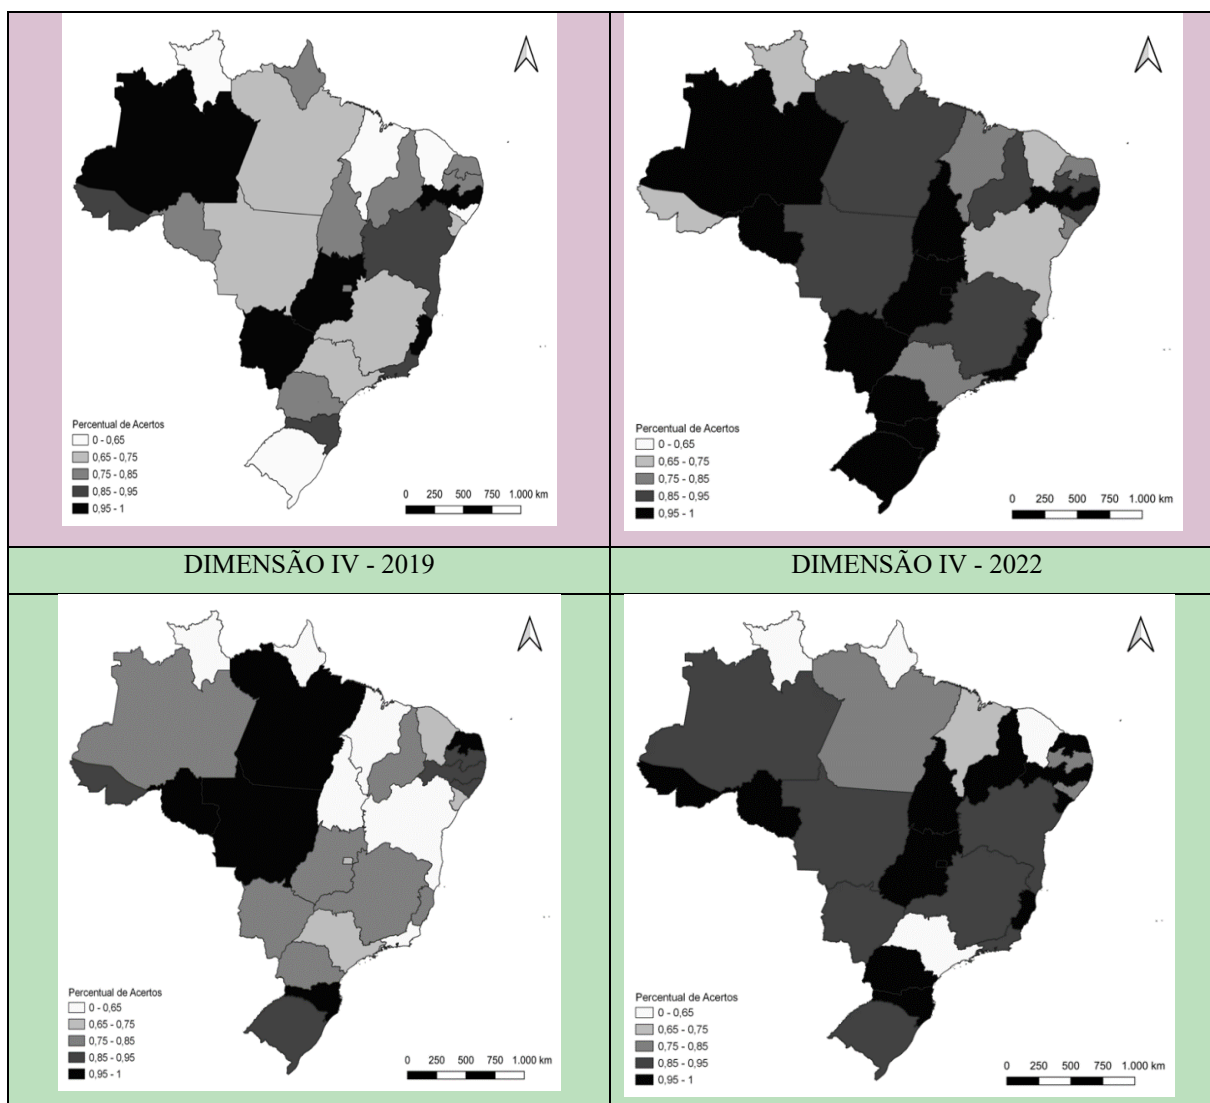 Percentual de Acertos
0 - 0,65
0,65 - 0,75
0,75 - 0,85
0,85 - 0,95
0,95 - 1
0 250 500 750 1.000 km
Percentual de Acertos
0 - 0,65
0,65 - 0,75
0,75 - 0,85
0,85 - 0,95
0,95 - 1
0 250 500 750 1.000 km
DIMENSÃO IV - 2019
DIMENSÃO IV - 2022
Percentual de Acertos
0 - 0,65
0,65 - 0,75
0,75 - 0,85
0,85 - 0,95
0,95 - 1
0 250 500 750 1.000 km
Percentual de Acertos
0 - 0,65
0,65 - 0,75
0,75 - 0,85
0,85 - 0,95
0,95 - 1
0 250 500 750 1.000 km